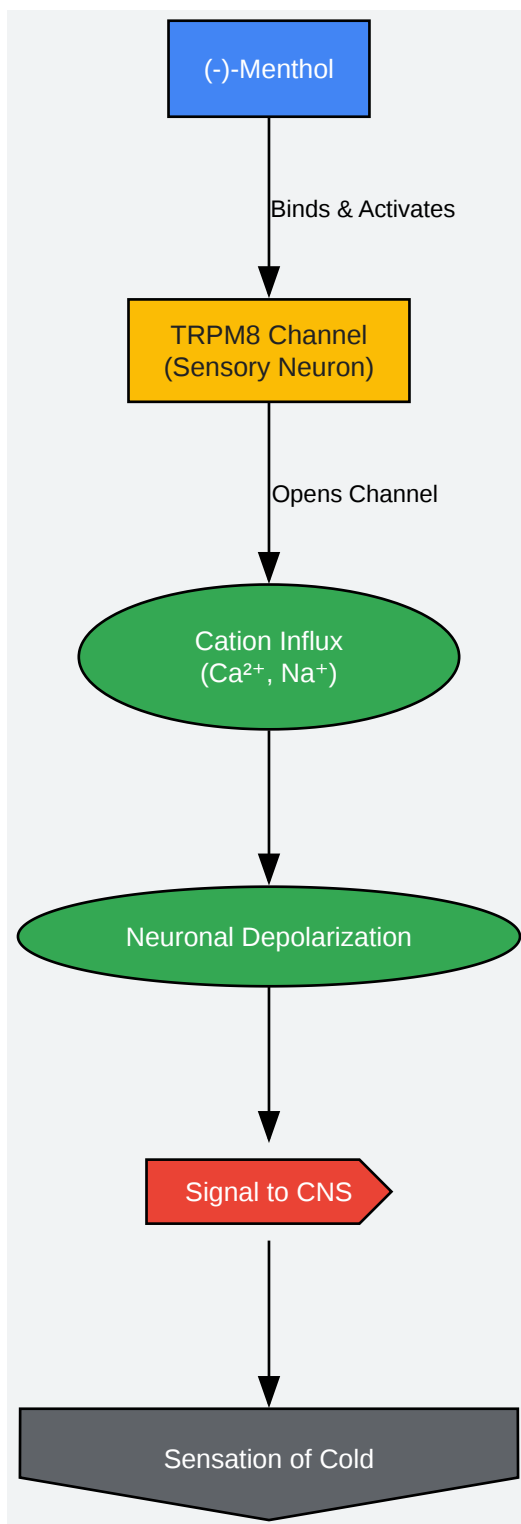 (-)-Menthol
Binds & Activates
TRPM8 Channel
(Sensory Neuron)
Opens Channel
Cation Influx
(Ca²⁺, Na⁺)
Neuronal Depolarization
Signal to CNS
Sensation of Cold